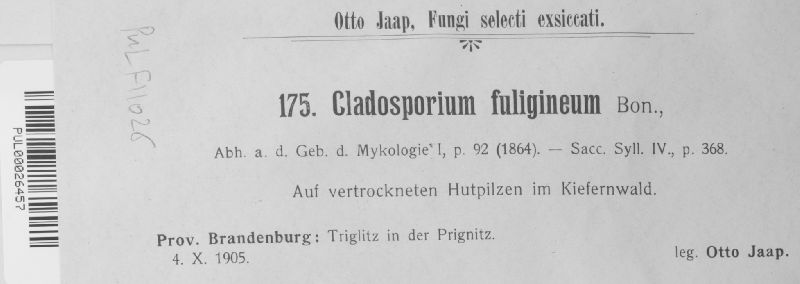 Otto Jaap, Fungi selecti exsiccati.
PUL F11026
175. Cladosporium fuligineum Bon.,
Abh. a. d. Geb. d. Mykologie I, p. 92 (1864). — Sacc. Syll. IV., p. 368.
Auf vertrockneten Hutpilzen im Kiefernwald.
Prov. Brandenburg: Triglitz in der Prignitz.
4. X. 1905.
leg. Otto Jaap.
PUL00026457